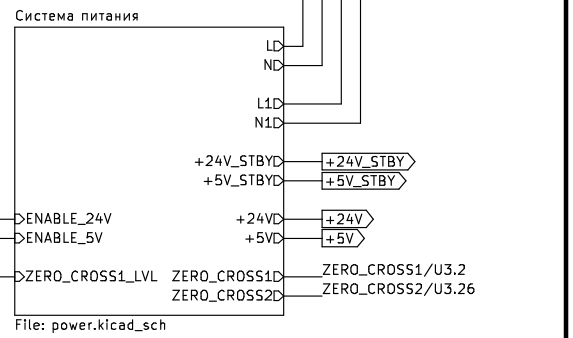 Система питания
L
N
L1
N1
+24V_STBY +24V_STBY
+5V_STBY +5V_STBY
ENABLE_24V +24V +24V
ENABLE_5V +5V +5V
ZERO_CROSS1_LVL ZERO_CROSS1 ZERO_CROSS1/U3.2
ZERO_CROSS2 ZERO_CROSS2/U3.26
File: power.kicad_sch